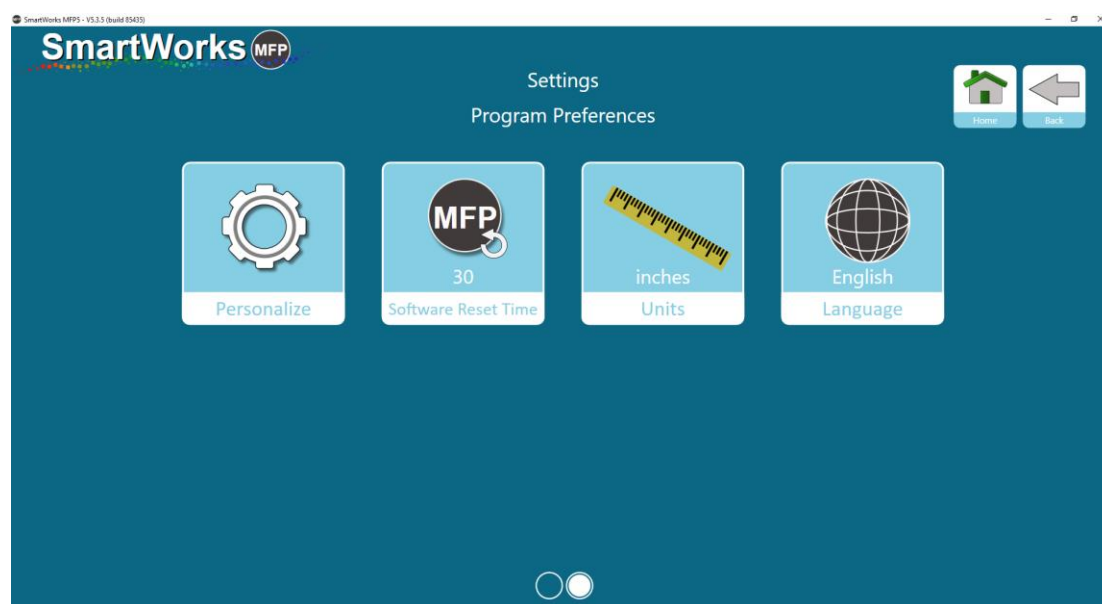 SmartWorks MFP5 - V5.3.5 (build 85435)
SmartWorks MFP
Settings
Program Preferences
Home
Back
MFP
30
inches
English
Personalize
Software Reset Time
Units
Language